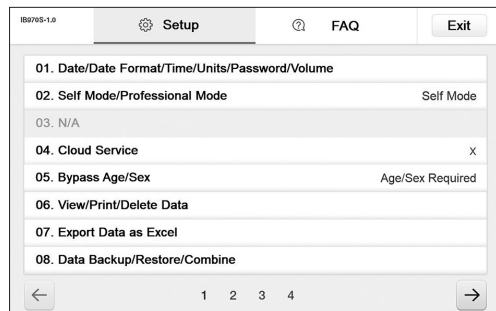 IB970S-1.0 Setup FAQ Exit
01. Date/Date Format/Time/Units/Password/Volume
02. Self Mode/Professional Mode Self Mode
03. N/A
04. Cloud Service X
05. Bypass Age/Sex Age/Sex Required
06. View/Print/Delete Data
07. Export Data as Excel
08. Data Backup/Restore/Combine
1 2 3 4